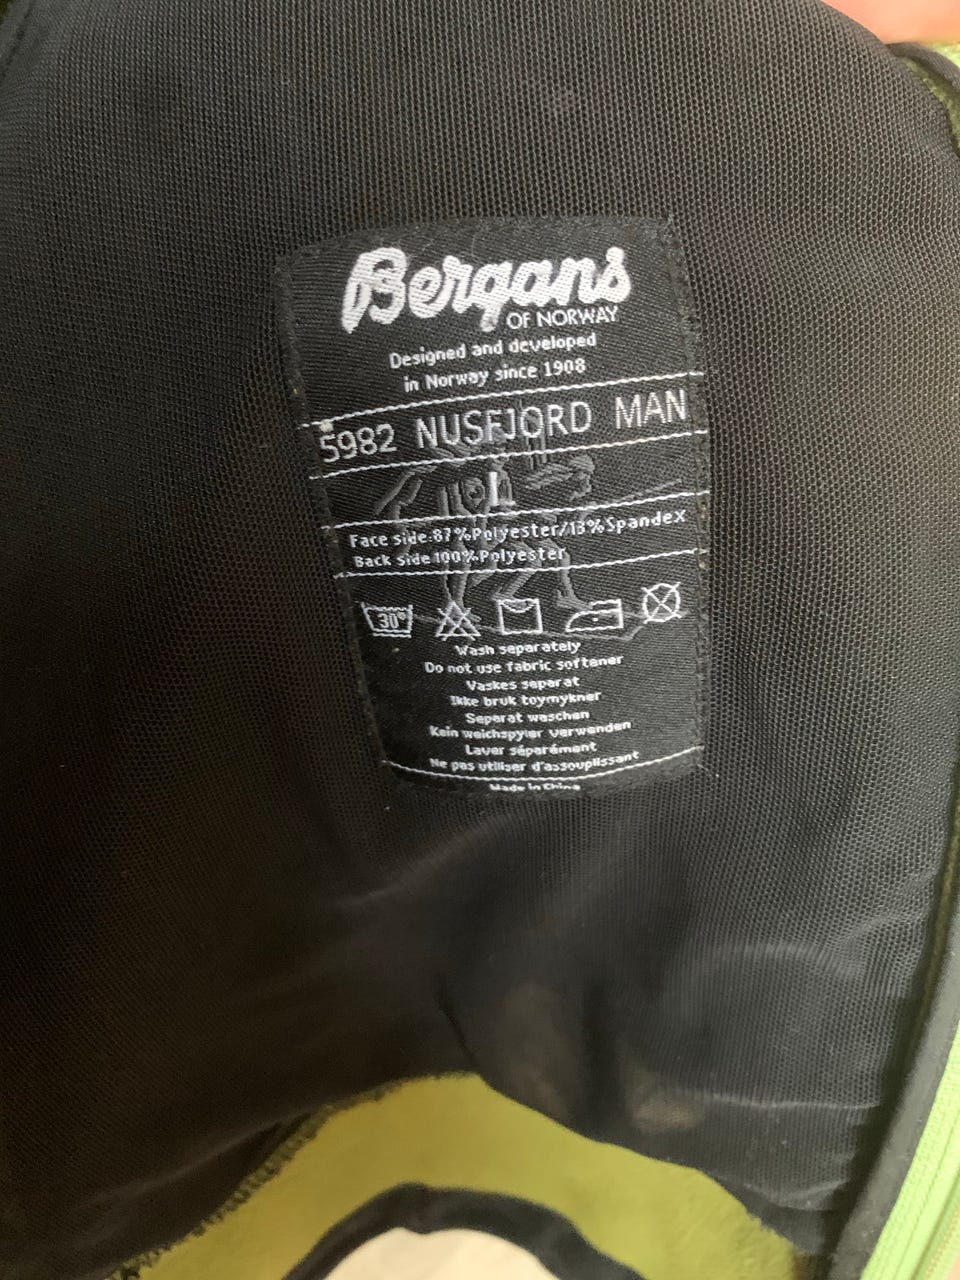 Bergans
OF NORWAY
Designed and developed
in Norway since 1908
5982 NUSFJORD MAN
L
Face side:87%Polyester/13%Spandex
Back side 100%Polyester
30°
Wash separately
Do not use fabric softener
Vaskes separat
Ikke bruk toymykner
Separat waschen
Kein weichspyler verwenden
Laver séparément
Ne pas utiliser d'assouplissant
Made in China